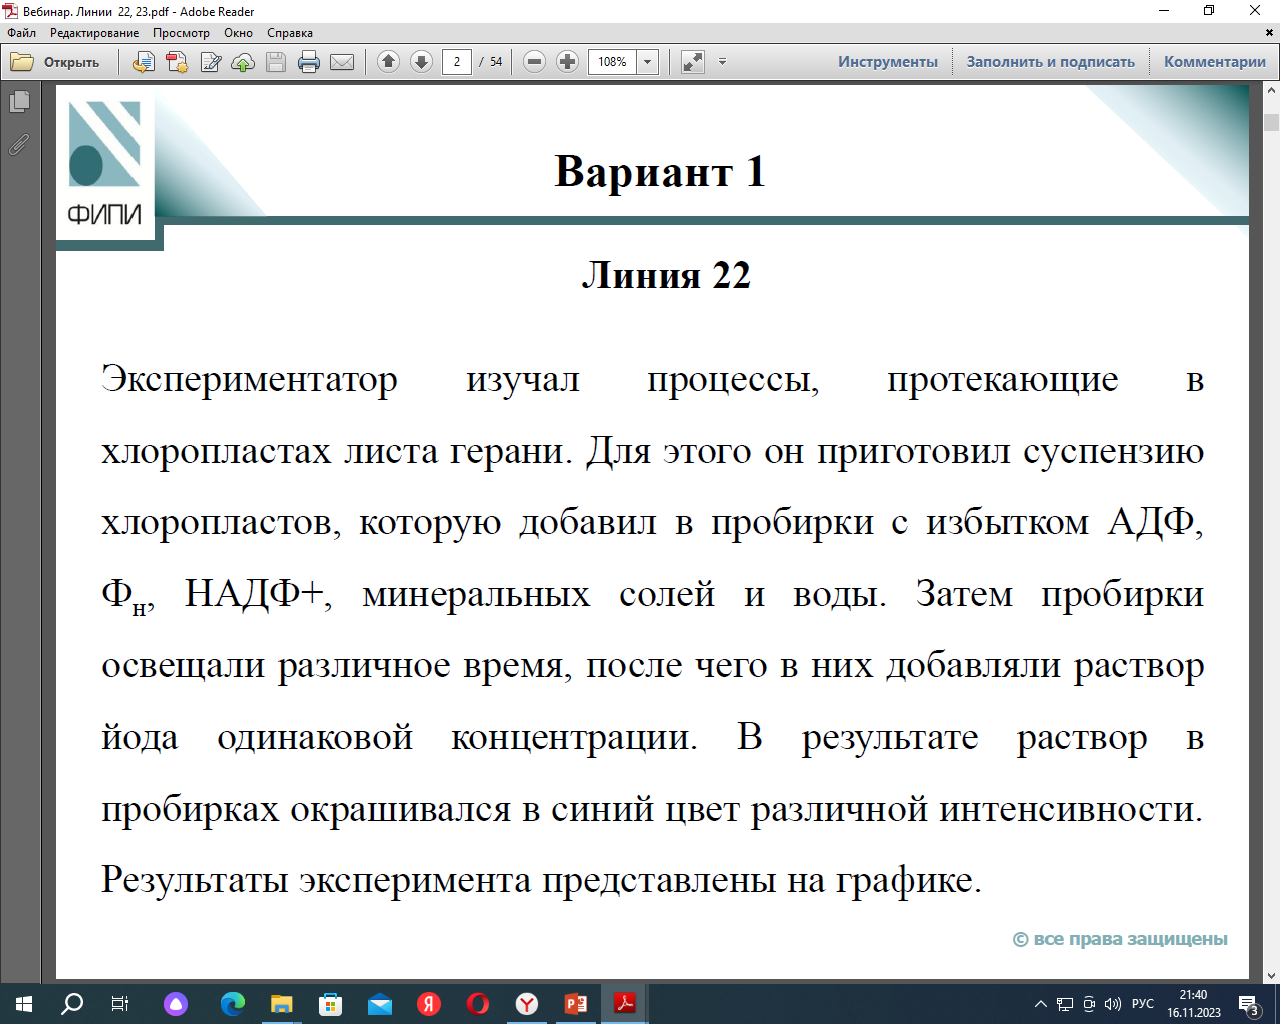 Вебинар. Линии 22, 23.pdf - Adobe Reader
Файл Редактирование Просмотр Окно Справка
Открыть 2 / 54 108% Инструменты Заполнить и подписать Комментарии
ФИПИ
Вариант 1
Линия 22
Экспериментатор изучал процессы, протекающие в
хлоропластах листа герани. Для этого он приготовил суспензию
хлоропластов, которую добавил в пробирки с избытком АДФ,
Фн, НАДФ+, минеральных солей и воды. Затем пробирки
освещали различное время, после чего в них добавляли раствор
йода одинаковой концентрации. В результате раствор в
пробирках окрашивался в синий цвет различной интенсивности.
Результаты эксперимента представлены на графике.
© все права защищены
РУС
21:40
16.11.2023
3